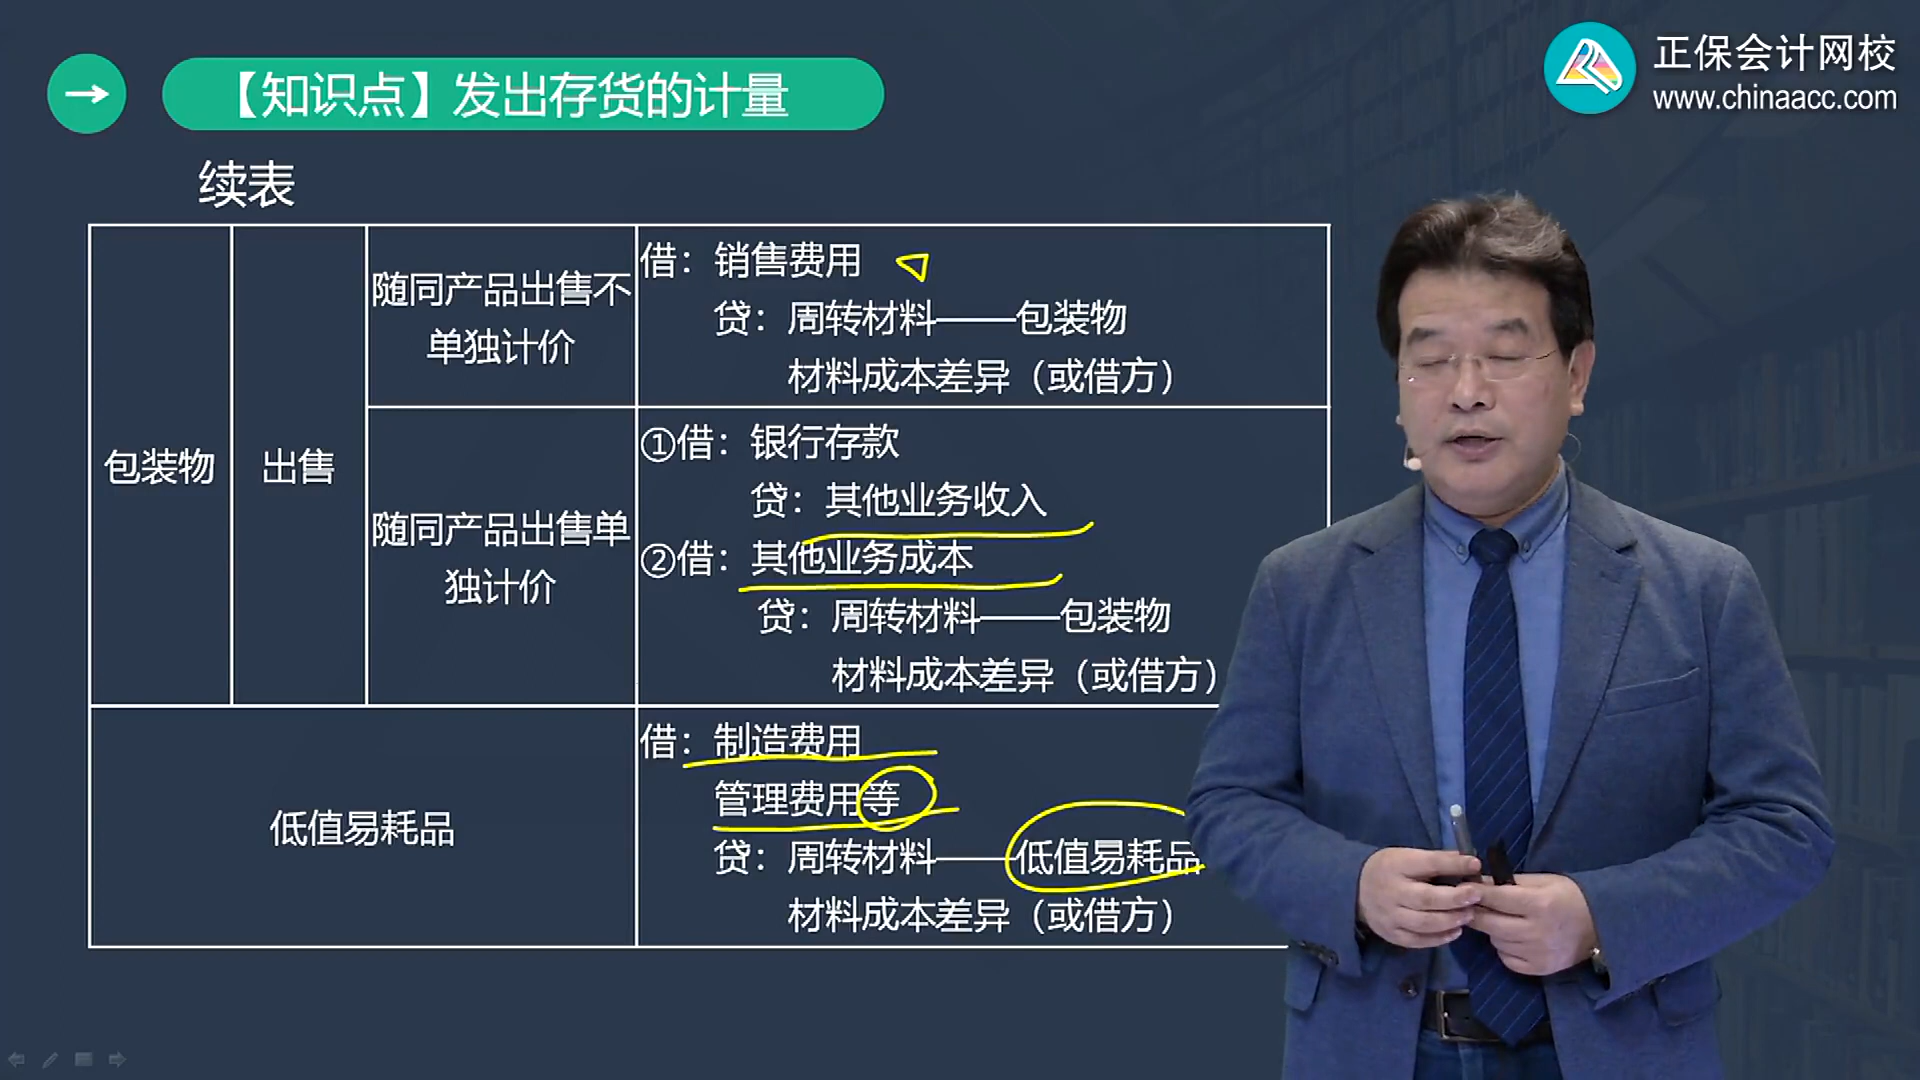 【知识点】发出存货的计量
正保会计网校
www.chinaacc.com
续表
包装物
出售
随同产品出售不
单独计价
借：销售费用
贷：周转材料——包装物
材料成本差异（或借方）
随同产品出售单
独计价
①借：银行存款
贷：其他业务收入
②借：其他业务成本
贷：周转材料——包装物
材料成本差异（或借方）
低值易耗品
借：制造费用
管理费用等
贷：周转材料——低值易耗品
材料成本差异（或借方）